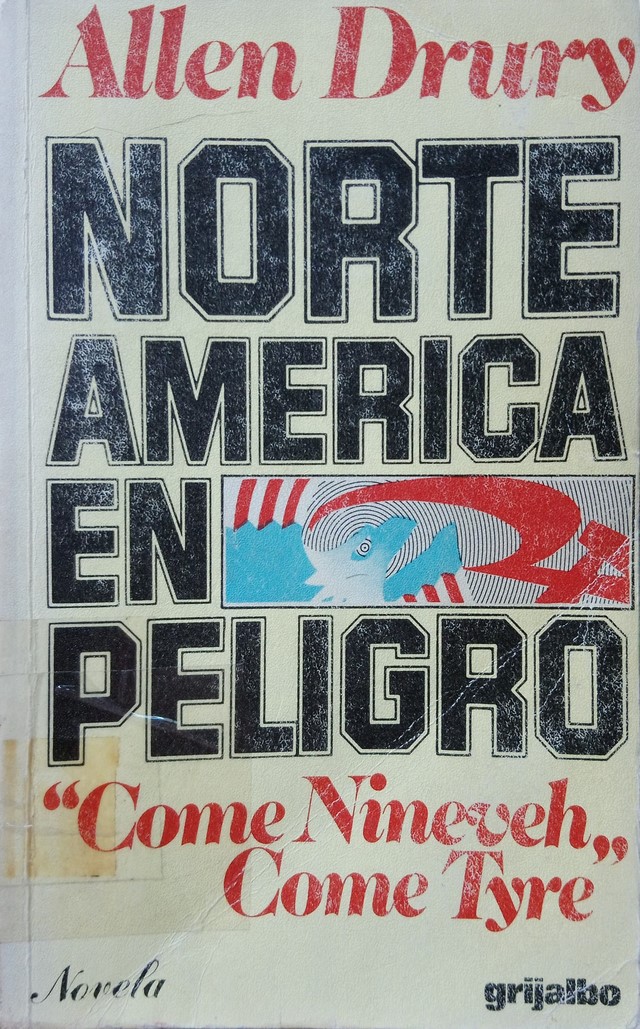 Allen Drury
NORTE
AMERICA
EN
PELIGRO
“Come Nineveh,„
Come Tyre
Novela
grijalbo